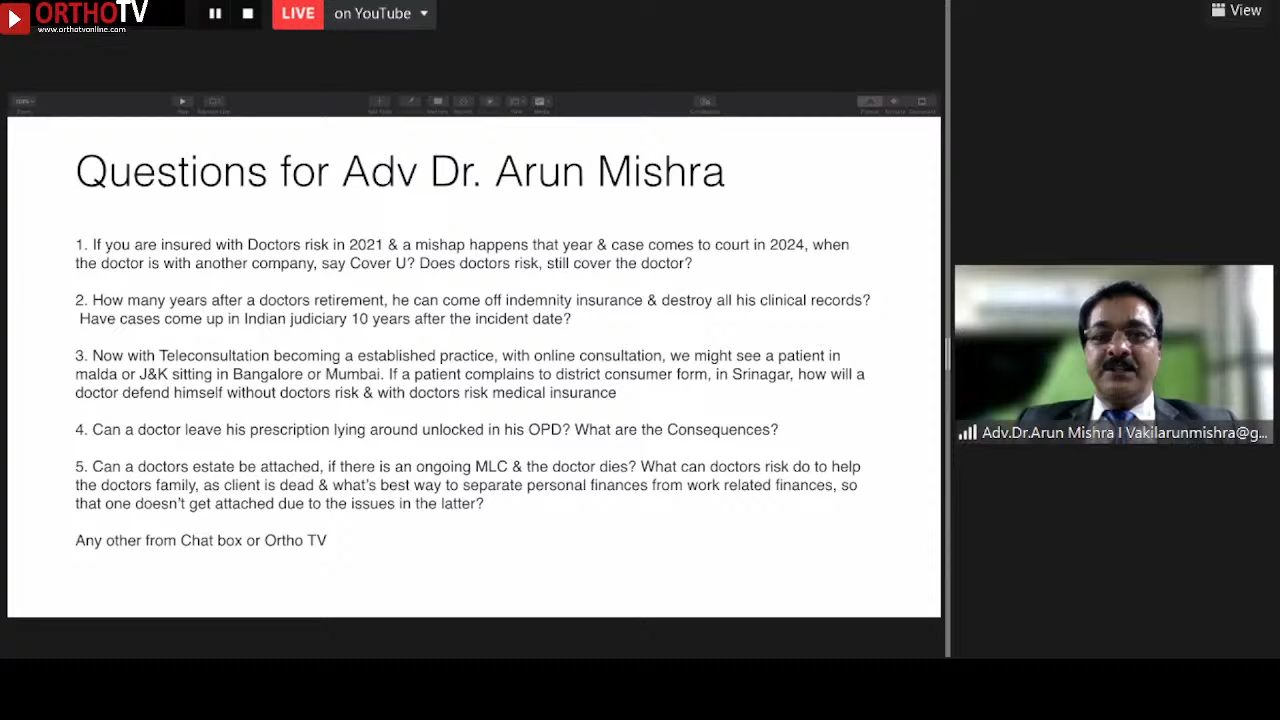 ORTHOTV
www.orthotvonline.com
LIVE on YouTube
View
Questions for Adv Dr. Arun Mishra
1. If you are insured with Doctors risk in 2021 & a mishap happens that year & case comes to court in 2024, when
the doctor is with another company, say Cover U? Does doctors risk, still cover the doctor?
2. How many years after a doctors retirement, he can come off indemnity insurance & destroy all his clinical records?
Have cases come up in Indian judiciary 10 years after the incident date?
3. Now with Teleconsultation becoming a established practice, with online consultation, we might see a patient in
malda or J&K sitting in Bangalore or Mumbai. If a patient complains to district consumer form, in Srinagar, how will a
doctor defend himself without doctors risk & with doctors risk medical insurance
4. Can a doctor leave his prescription lying around unlocked in his OPD? What are the Consequences?
5. Can a doctors estate be attached, if there is an ongoing MLC & the doctor dies? What can doctors risk do to help
the doctors family, as client is dead & what's best way to separate personal finances from work related finances, so
that one doesn't get attached due to the issues in the latter?
Any other from Chat box or Ortho TV
Adv.Dr.Arun Mishra I Vakilarunmishra@g...